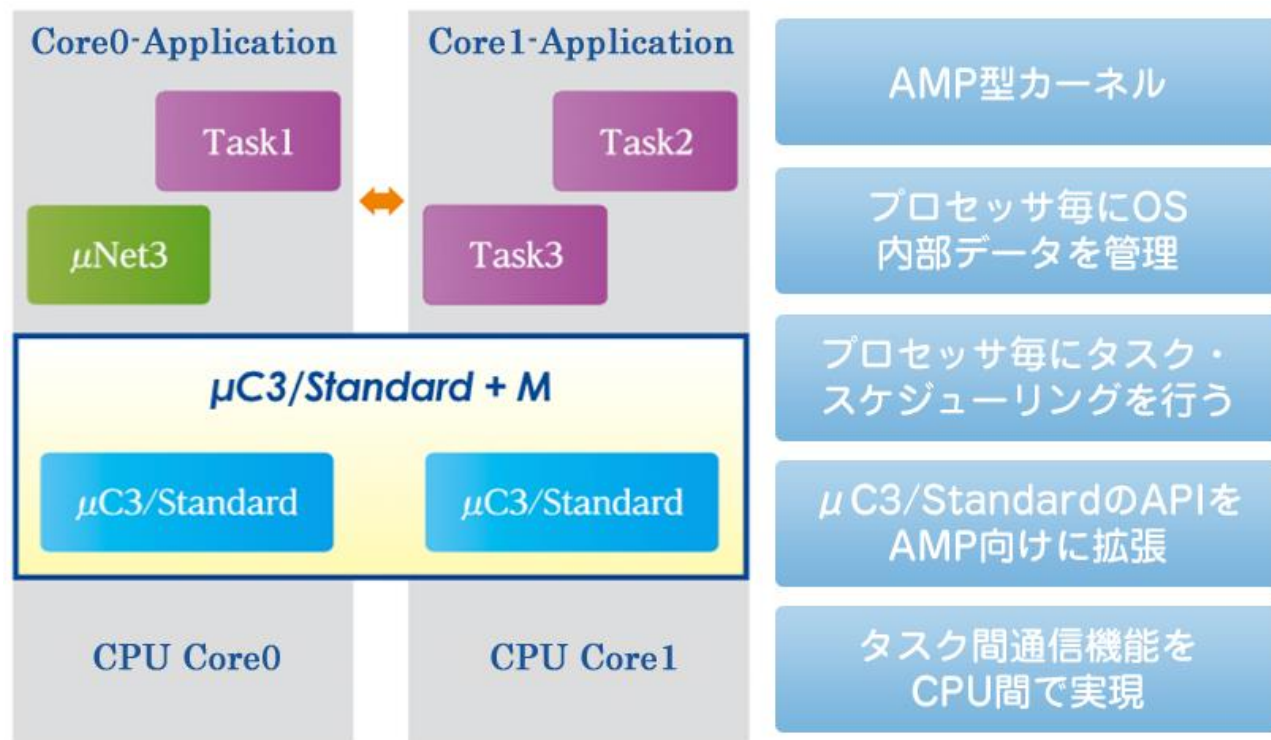 Core0-Application
Core1-Application
Task1
Task2
μNet3
Task3
μC3/Standard + M
μC3/Standard
μC3/Standard
CPU Core0
CPU Core1
AMP型カーネル
プロセッサ毎にOS
内部データを管理
プロセッサ毎にタスク・
スケジューリングを行う
μC3/StandardのAPIを
AMP向けに拡張
タスク間通信機能を
CPU間で実現